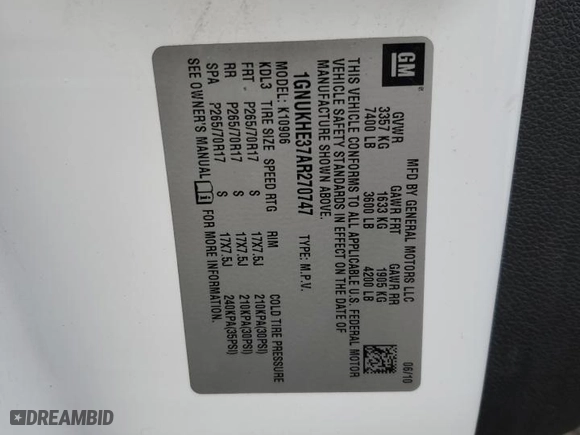 GM
MFD BY GENERAL MOTORS LLC
06/10
GVWR GAWR FRT GAWR RR
3357 KG 1633 KG 1905 KG
7400 LB 3600 LB 4200 LB
THIS VEHICLE CONFORMS TO ALL APPLICABLE U.S. FEDERAL MOTOR
VEHICLE SAFETY STANDARDS IN EFFECT ON THE DATE OF
MANUFACTURE SHOWN ABOVE.
1GNUKHE37AR270747 TYPE: M.P.V.
MODEL: K10906
KDL3 TIRE SIZE SPEED RTG RIM COLD TIRE PRESSURE
FRT - P265/70R17 S 17X7.5J 210KPA(30PSI)
RR P265/70R17 S 17X7.5J 210KPA(30PSI)
SPA P265/70R17 S 17X7.5J 240KPA(35PSI)
SEE OWNER'S MANUAL FOR MORE INFORMATION.
DREAMBID